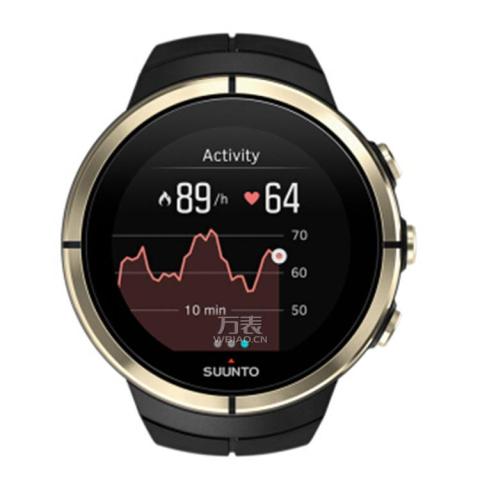 Activity
89/h 64
70
60
10 min 50
万表
WBIAO.CN
SUUNTO